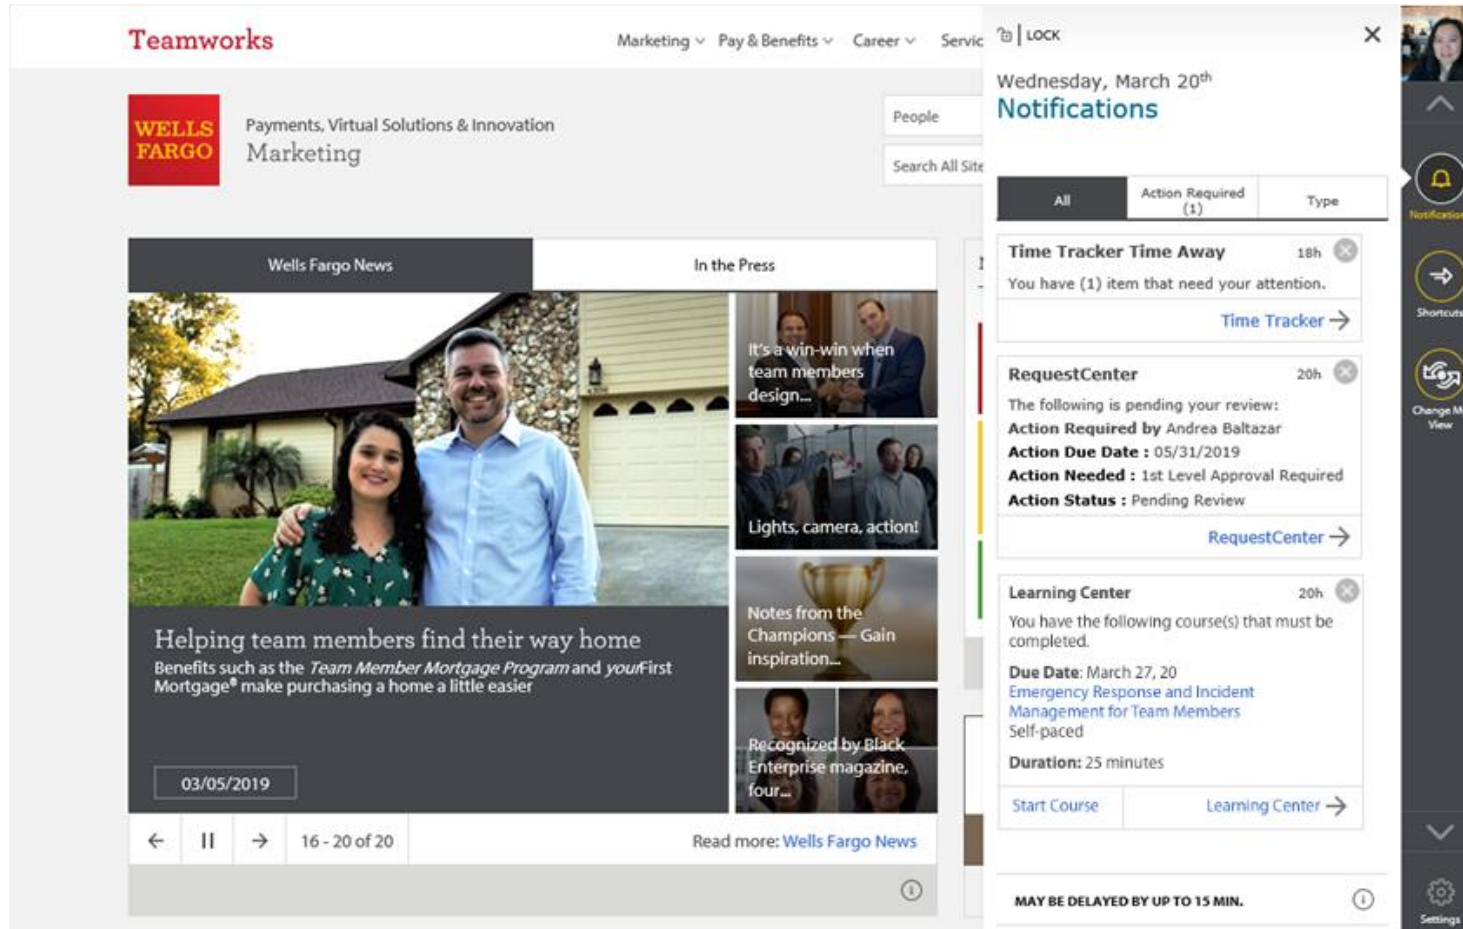 Teamworks
Marketing
Pay & Benefits
Career
Servic
WELLS
FARGO
Payments, Virtual Solutions & Innovation
Marketing
People
Search All Site
Wells Fargo News
In the Press
It's a win-win when
team members
design...
Lights, camera, action!
Notes from the
Champions — Gain
inspiration...
Recognized by Black
Enterprise magazine,
four...
Helping team members find their way home
Benefits such as the Team Member Mortgage Program and yourFirst
Mortgage® make purchasing a home a little easier
03/05/2019
16 - 20 of 20
Read more: Wells Fargo News
LOCK
Wednesday, March 20th
Notifications
All
Action Required
(1)
Type
Time Tracker Time Away
18h
You have (1) item that need your attention.
Time Tracker
RequestCenter
20h
The following is pending your review:
Action Required by Andrea Baltazar
Action Due Date : 05/31/2019
Action Needed : 1st Level Approval Required
Action Status : Pending Review
RequestCenter
Learning Center
20h
You have the following course(s) that must be
completed.
Due Date: March 27, 20
Emergency Response and Incident
Management for Team Members
Self-paced
Duration: 25 minutes
Start Course
Learning Center
MAY BE DELAYED BY UP TO 15 MIN.
Notification
Shortcuts
Change M
View
Settings